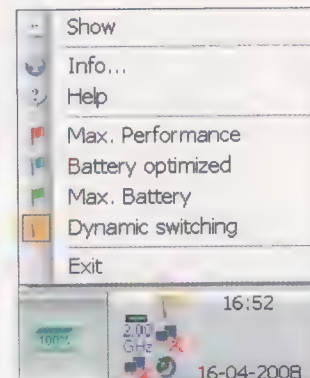 Show
Info...
Help
Max. Performance
Battery optimized
Max. Battery
Dynamic switching
Exit
100%
2.00
GHz
16:52
16-04-2008